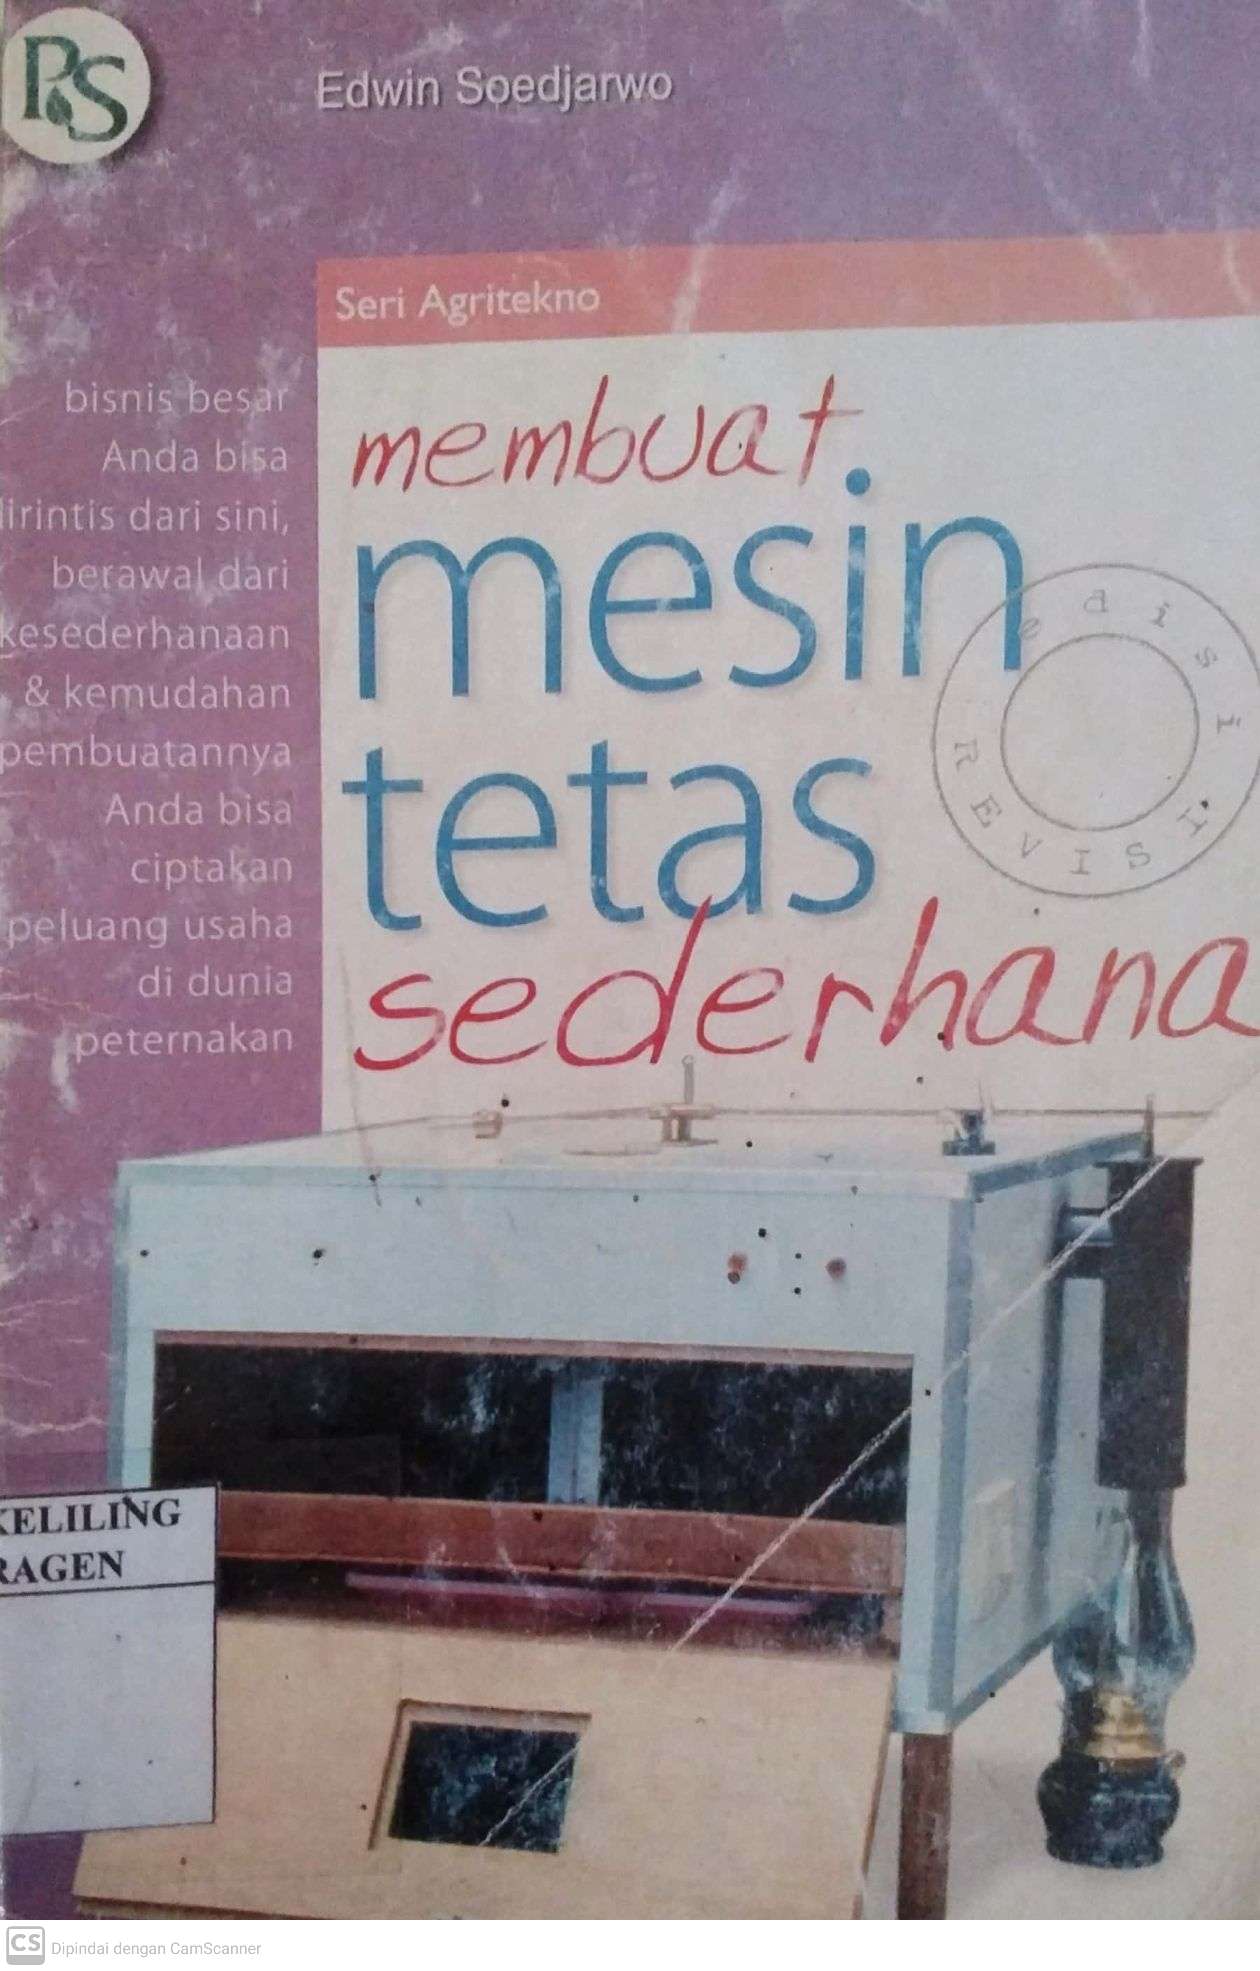 PS
Edwin Soedjarwo
Seri Agritekno
bisnis besar
Anda bisa
irintis dari sini,
berawal dari
kesederhanaan
& kemudahan
pembuatannya
Anda bisa
ciptakan
peluang usaha
di dunia
peternakan
membuat
mesin
tetas
sederhana
edisi
REVISI
KELILING
RAGEN
CS
Dipindai dengan CamScanner